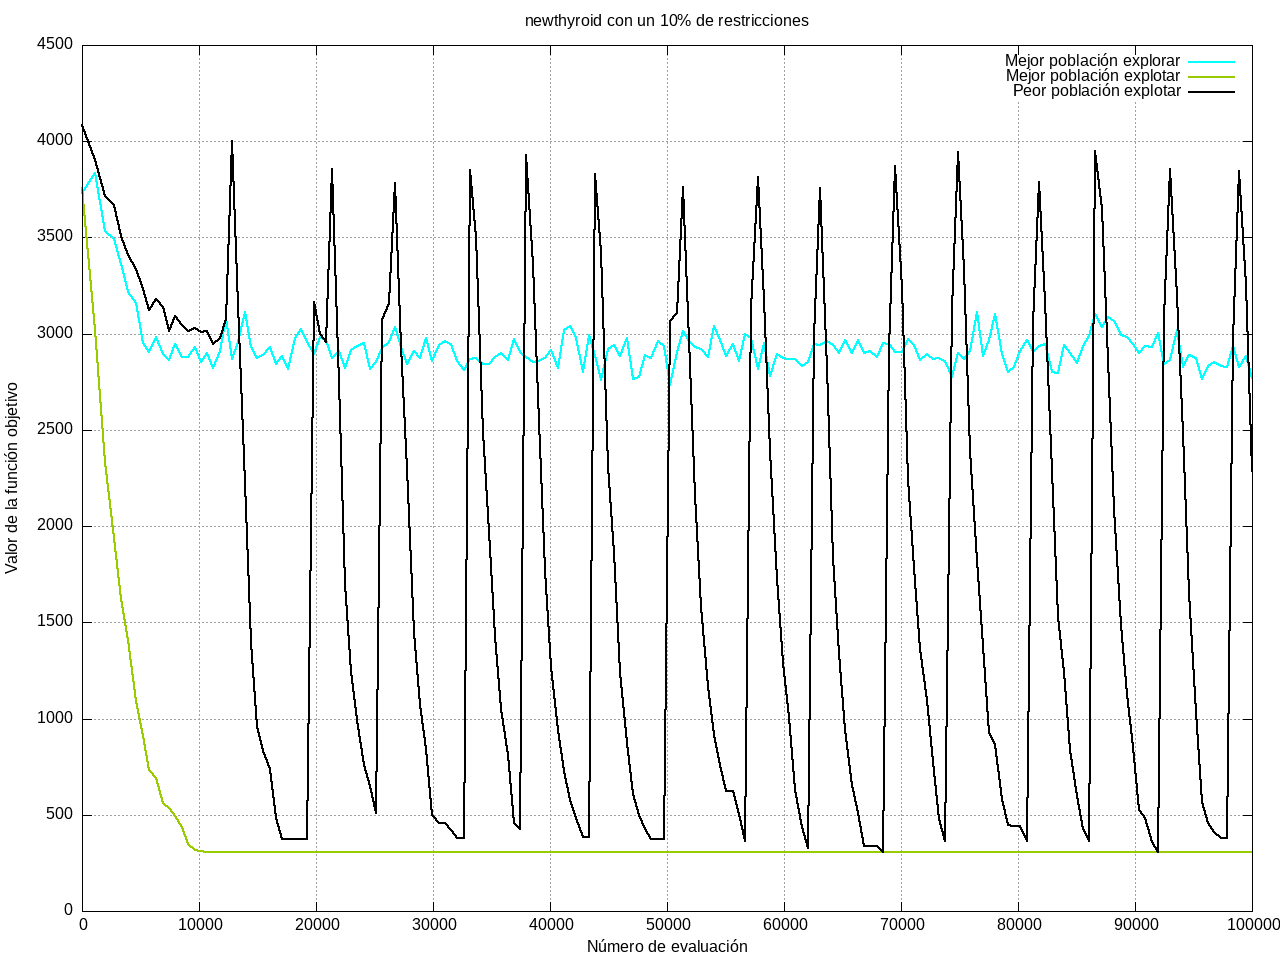 newthyroid con un 10% de restricciones
Mejor población explorar
Mejor población explotar
Peor población explotar
4500
4000
3500
3000
2500
2000
1500
1000
500
0
Valor de la función objetivo
0 10000 20000 30000 40000 50000 60000 70000 80000 90000 100000
Número de evaluación